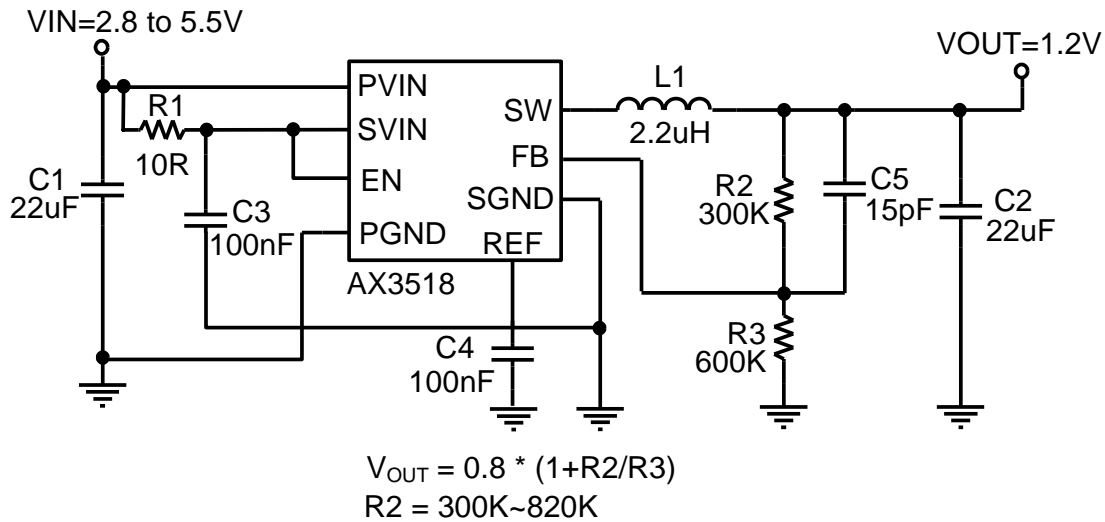 VIN=2.8 to 5.5V
VOUT=1.2V
PVIN
L1
R1
SW
SVIN
2.2uH
10R
FB
EN
C1
22uF
R2
300K
C5
15pF
SGND
C3
100nF
C2
22uF
PGND
REF
AX3518
R3
600K
C4
100nF
VOUT = 0.8 * (1+R2/R3)
R2 = 300K~820K